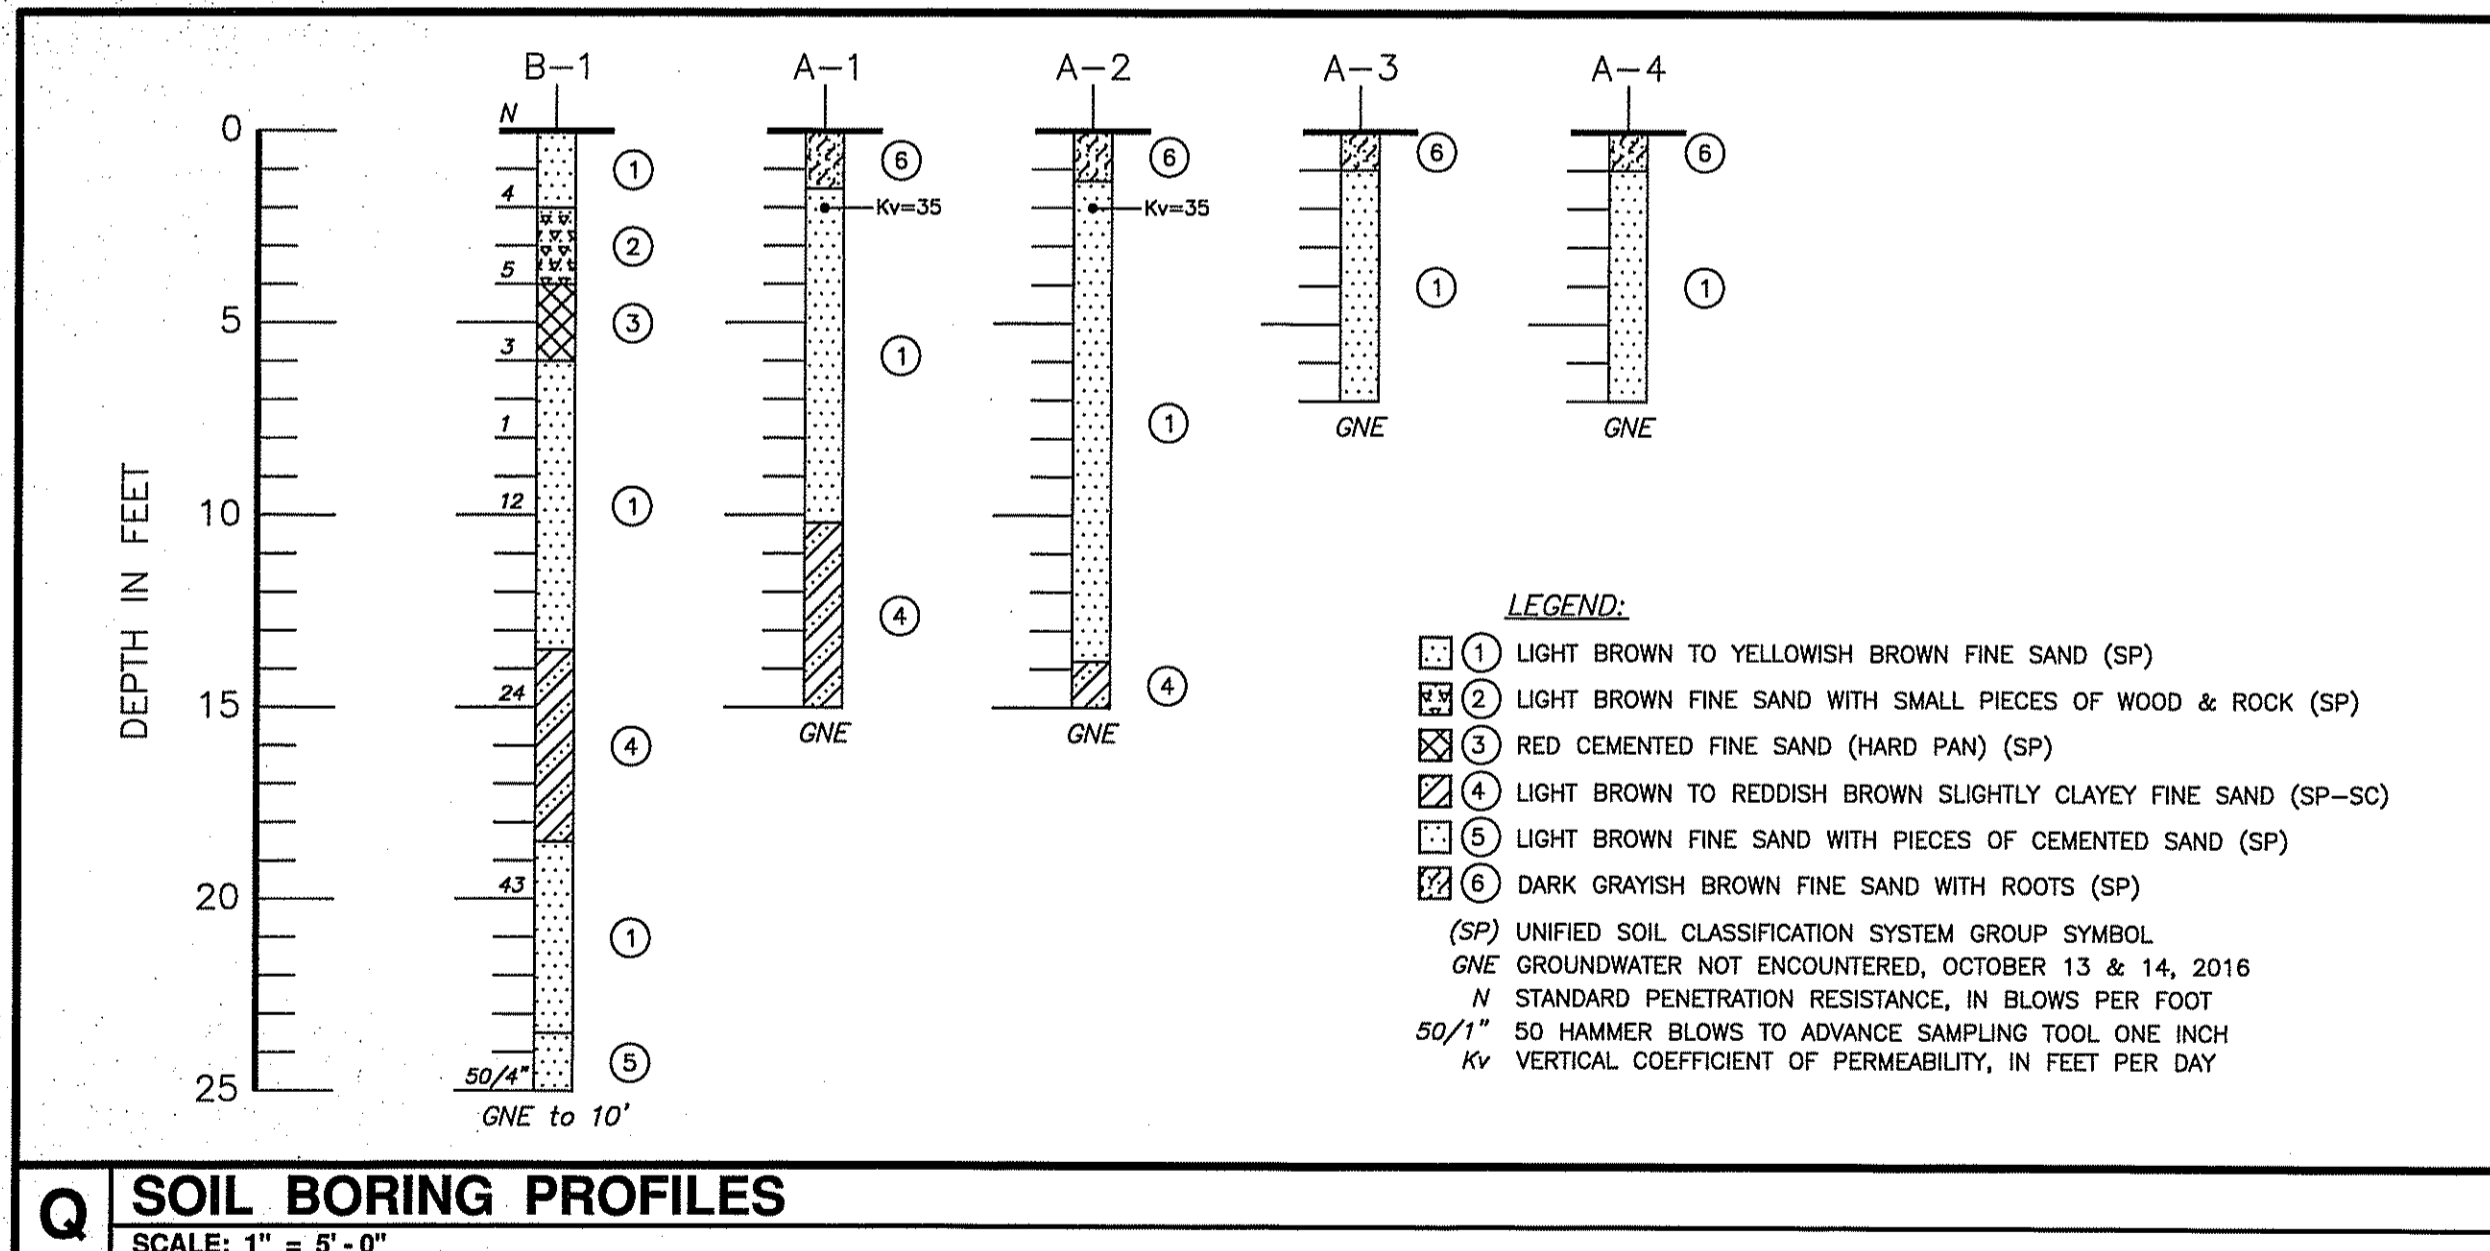 B-1 A-1 A-2 A-3 A-4
N
0
1 6 6 6 6
4 Kv=35 Kv=35
2
5 1 1
5 3
3 1
1 1 GNE GNE
DEPTH IN FEET
10 12 1
4
15 24 4
4 GNE GNE
20 43
1
5
25 50/4"
GNE to 10'
LEGEND:
1 LIGHT BROWN TO YELLOWISH BROWN FINE SAND (SP)
2 LIGHT BROWN FINE SAND WITH SMALL PIECES OF WOOD & ROCK (SP)
3 RED CEMENTED FINE SAND (HARD PAN) (SP)
4 LIGHT BROWN TO REDDISH BROWN SLIGHTLY CLAYEY FINE SAND (SP-SC)
5 LIGHT BROWN FINE SAND WITH PIECES OF CEMENTED SAND (SP)
6 DARK GRAYISH BROWN FINE SAND WITH ROOTS (SP)
(SP) UNIFIED SOIL CLASSIFICATION SYSTEM GROUP SYMBOL
GNE GROUNDWATER NOT ENCOUNTERED, OCTOBER 13 & 14, 2016
N STANDARD PENETRATION RESISTANCE, IN BLOWS PER FOOT
50/1" 50 HAMMER BLOWS TO ADVANCE SAMPLING TOOL ONE INCH
Kv VERTICAL COEFFICIENT OF PERMEABILITY, IN FEET PER DAY
Q SOIL BORING PROFILES
SCALE: 1" = 5'-0"